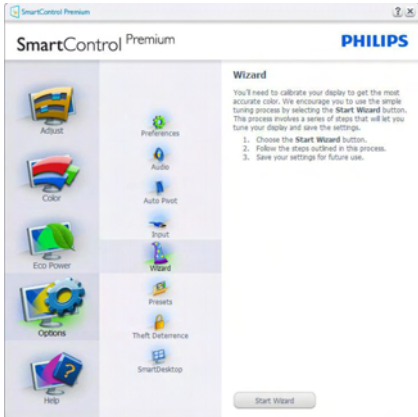 SmartControl Premium
? ×
SmartControl Premium
PHILIPS
Adjust
Color
Eco Power
Options
Help
Preferences
Audio
Auto Pivot
Input
Wizard
Presets
Theft Deterrence
SmartDesktop
Wizard
You'll need to calibrate your deplay to get the most
accurate color. We encourage you to use the simple
tuning process by selecting the Start Wizard button.
This process involves a series of steps that will let you
tune your display and save the settings.
1. Choose the Start Wizard button.
2. Follow the steps outlined in this process.
3. Save your settings for future use.
Start Wizard